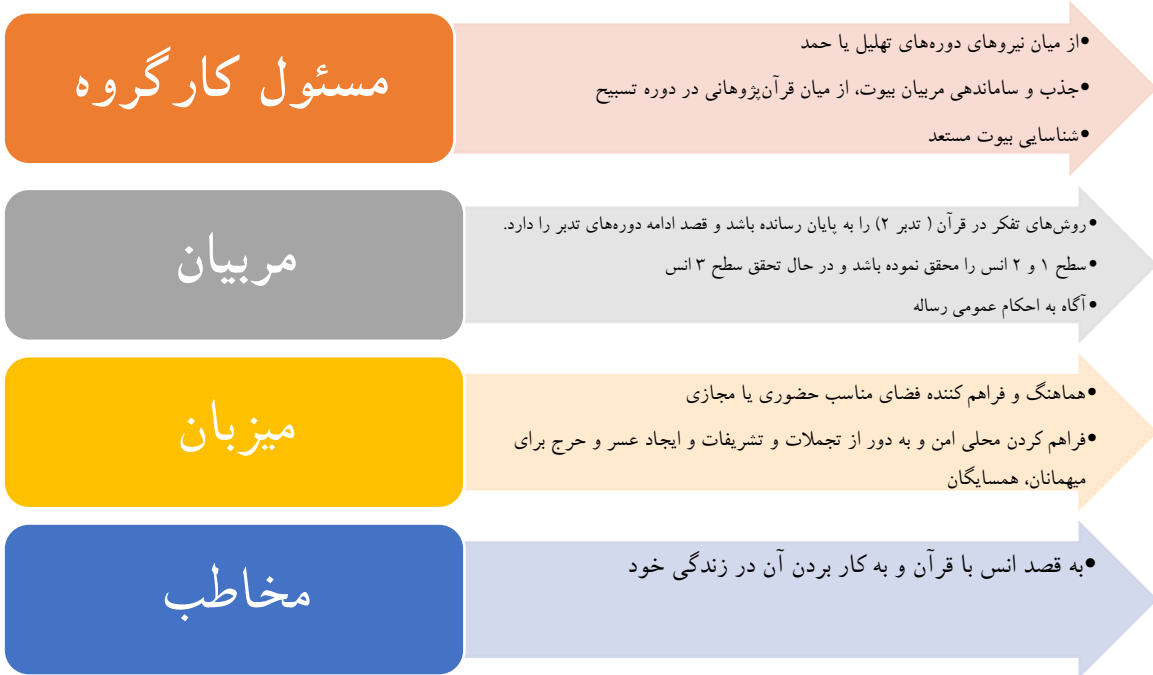 مسئول کارگروه
•از میان نیروهای دوره‌های تهلیل یا حمد
•جذب و ساماندهی مربیان بیوت، از میان قرآن‌پژوهانی در دوره تسبیح
•شناسایی بیوت مستعد
مربیان
•روش‌های تفکر در قرآن ( تدبر ۲) را به پایان رسانده باشد و قصد ادامه دوره‌های تدبر را دارد.
•سطح ۱ و ۲ انس را محقق نموده باشد و در حال تحقق سطح ۳ انس
•آگاه به احکام عمومی رساله
میزبان
•هماهنگ و فراهم کننده فضای مناسب حضوری یا مجازی
•فراهم کردن محلی امن و به دور از تجملات و تشریفات و ایجاد عسر و حرج برای
میهمانان، همسایگان
مخاطب
•به قصد انس با قرآن و به کار بردن آن در زندگی خود